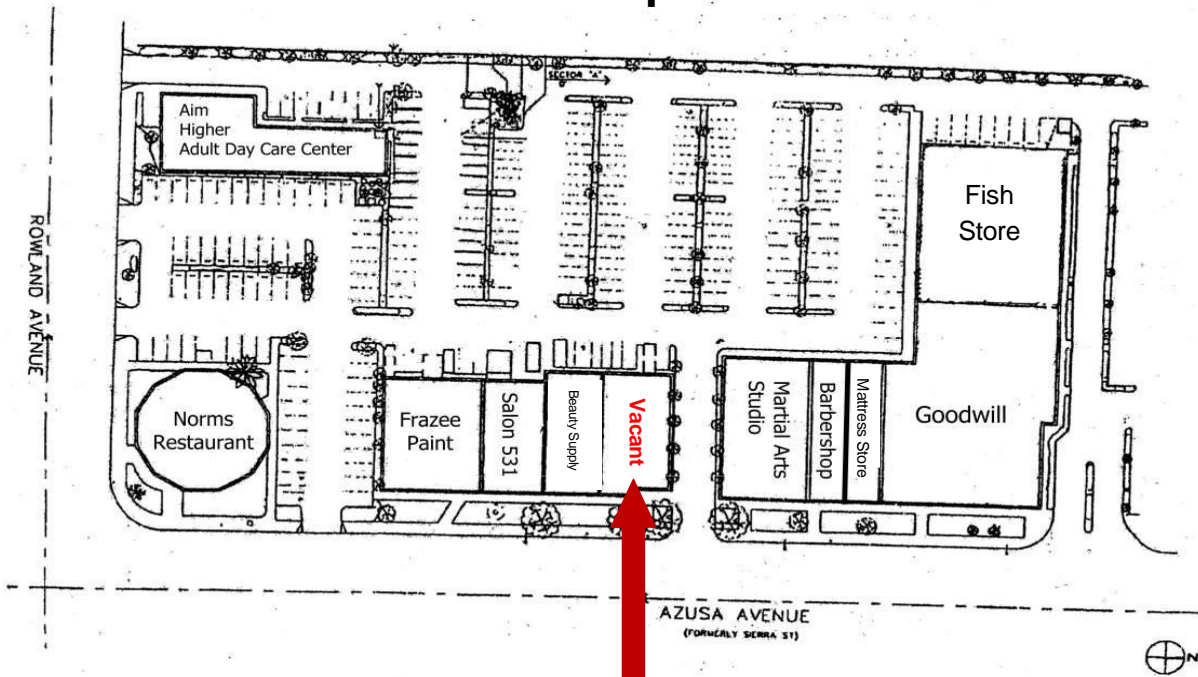 SECTOR "A"
Aim
Higher
Adult Day Care Center
Fish
Store
ROWLAND AVENUE
Norms
Restaurant
Frazee
Paint
Salon 531
Beauty Supply
Vacant
Martial Arts
Studio
Barbershop
Mattress Store
Goodwill
AZUSA AVENUE
(FORMERLY SIERRA ST)
N